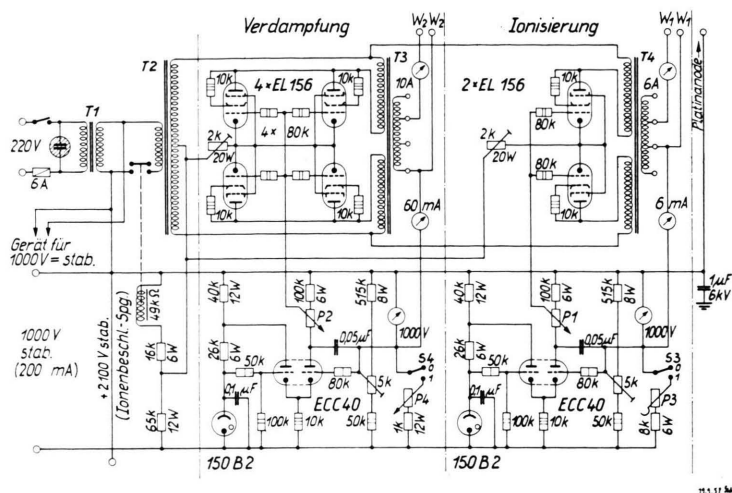 Verdampfung
Ionisierung
W₂ W₂
W₁ W₁
Platinanode
T1
T2
T3
T4
10k
4×EL 156
10k
10A
2×EL 156
6A
220V
6A
4× 80k
2k
20W
80k
10k
2k
20W
80k
10k
10k
10k
60 mA
6 mA
Gerät für
1000V= stab.
49kΩ
1000 V
stab.
(200 mA)
+2100 V stab.
(Ionenbeschl.-Spg)
16k
6W
65k
12W
40k
12W
100k
6W
515k
8W
P2
1000V
0,05µF
26k
6W
50k
S4
0
1
80k
5k
0,1µF
ECC40
P4
100k
10k
50k
1k
12W
150 B2
40k
12W
100k
6W
515k
8W
P1
1000V
0,05µF
26k
6W
50k
S3
0
1
80k
5k
0,1µF
ECC40
P3
100k
10k
50k
8k
6W
150 B2
1µF
6kV